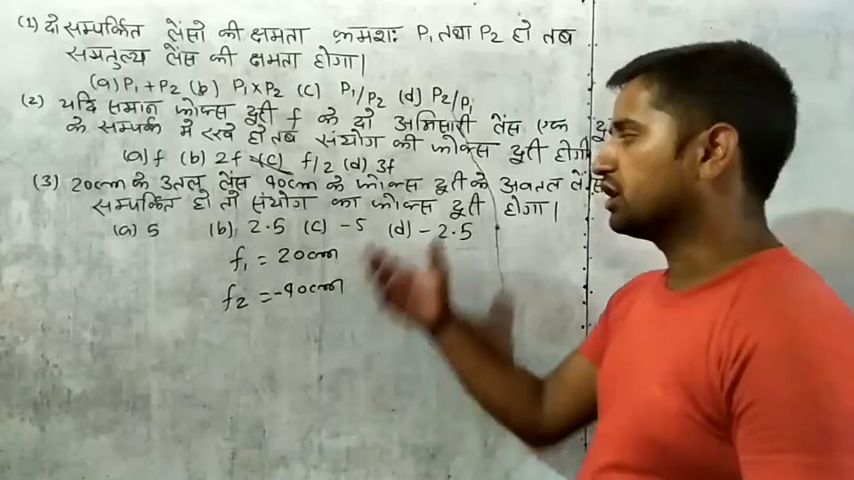 (1) दो सम्पर्कित लेंसो की क्षमता क्रमशः P₁ तथा P₂ हो तब
समतुल्य लेंस की क्षमता होगा।
(a) P₁+P₂ (b) P₁×P₂ (c) P₁/P₂ (d) P₂/P₁
(2) यदि समान फोकस दूरी f के दो अभिसारी लेंस एक
के सम्पर्क में रखे हो तब संयोग की फोकस दूरी होगी
(a) f (b) 2f (c) f/2 (d) 3f
(3) 20cm के उतल लेंस 40cm के फोकस दूरी के अवतल लेंस
सम्पर्कित हो तो संयोग का फोकस दूरी होगा।
(a) 5 (b) 2.5 (c) -5 (d) -2.5
f₁ = 20cm
f₂ = -40cm